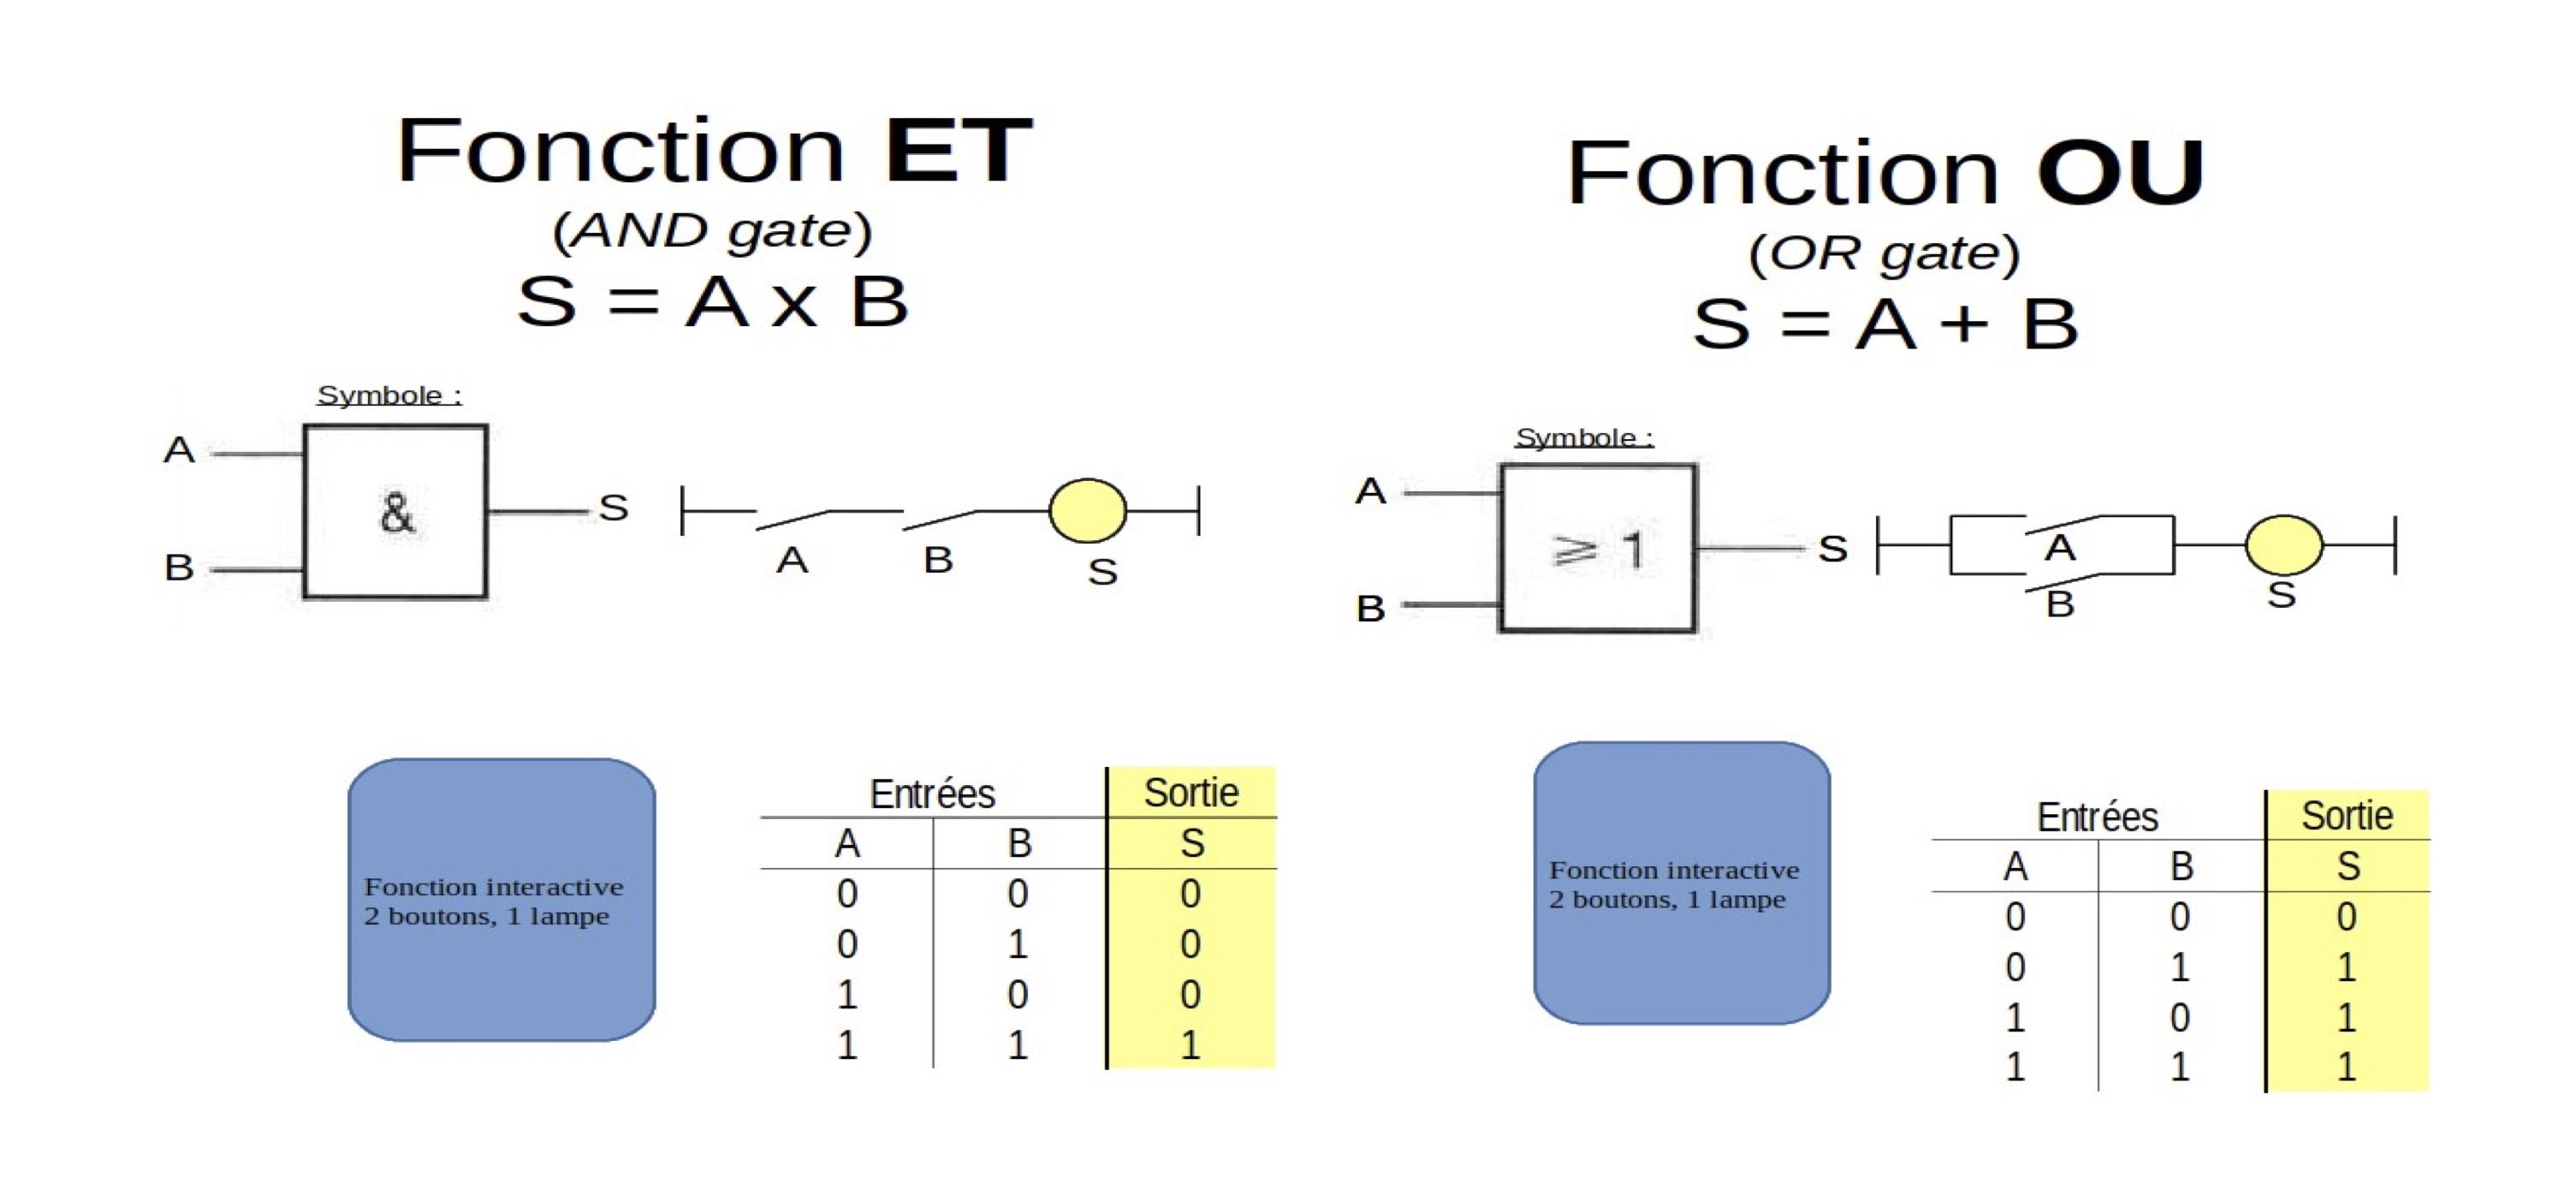 Fonction ET
(AND gate)
S = A x B
Symbole :
A
&
S
B
A
B
S
Fonction interactive
2 boutons, 1 lampe
Entrées Sortie
A B S
0 0 0
0 1 0
1 0 0
1 1 1
Fonction OU
(OR gate)
S = A + B
Symbole :
A
≥ 1
S
B
A
B
S
Fonction interactive
2 boutons, 1 lampe
Entrées Sortie
A B S
0 0 0
0 1 1
1 0 1
1 1 1